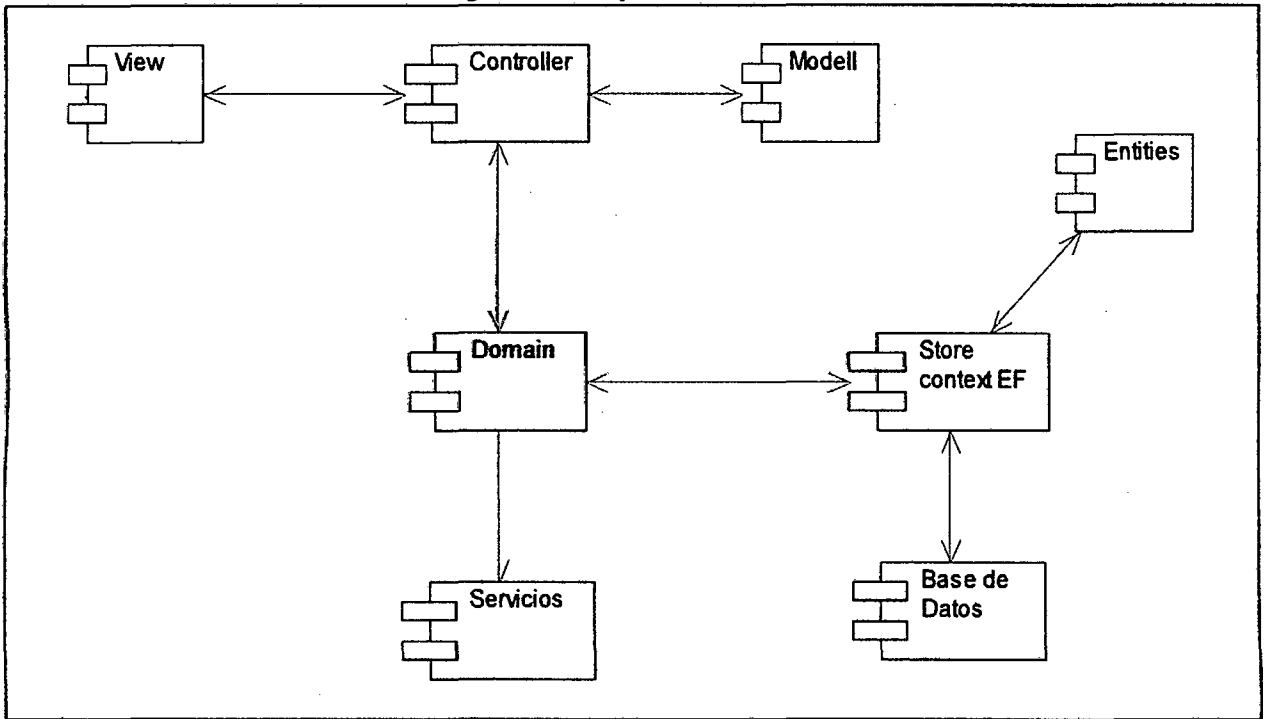 View
Controller
Modell
Entities
Domain
Store
context EF
Servicios
Base de
Datos